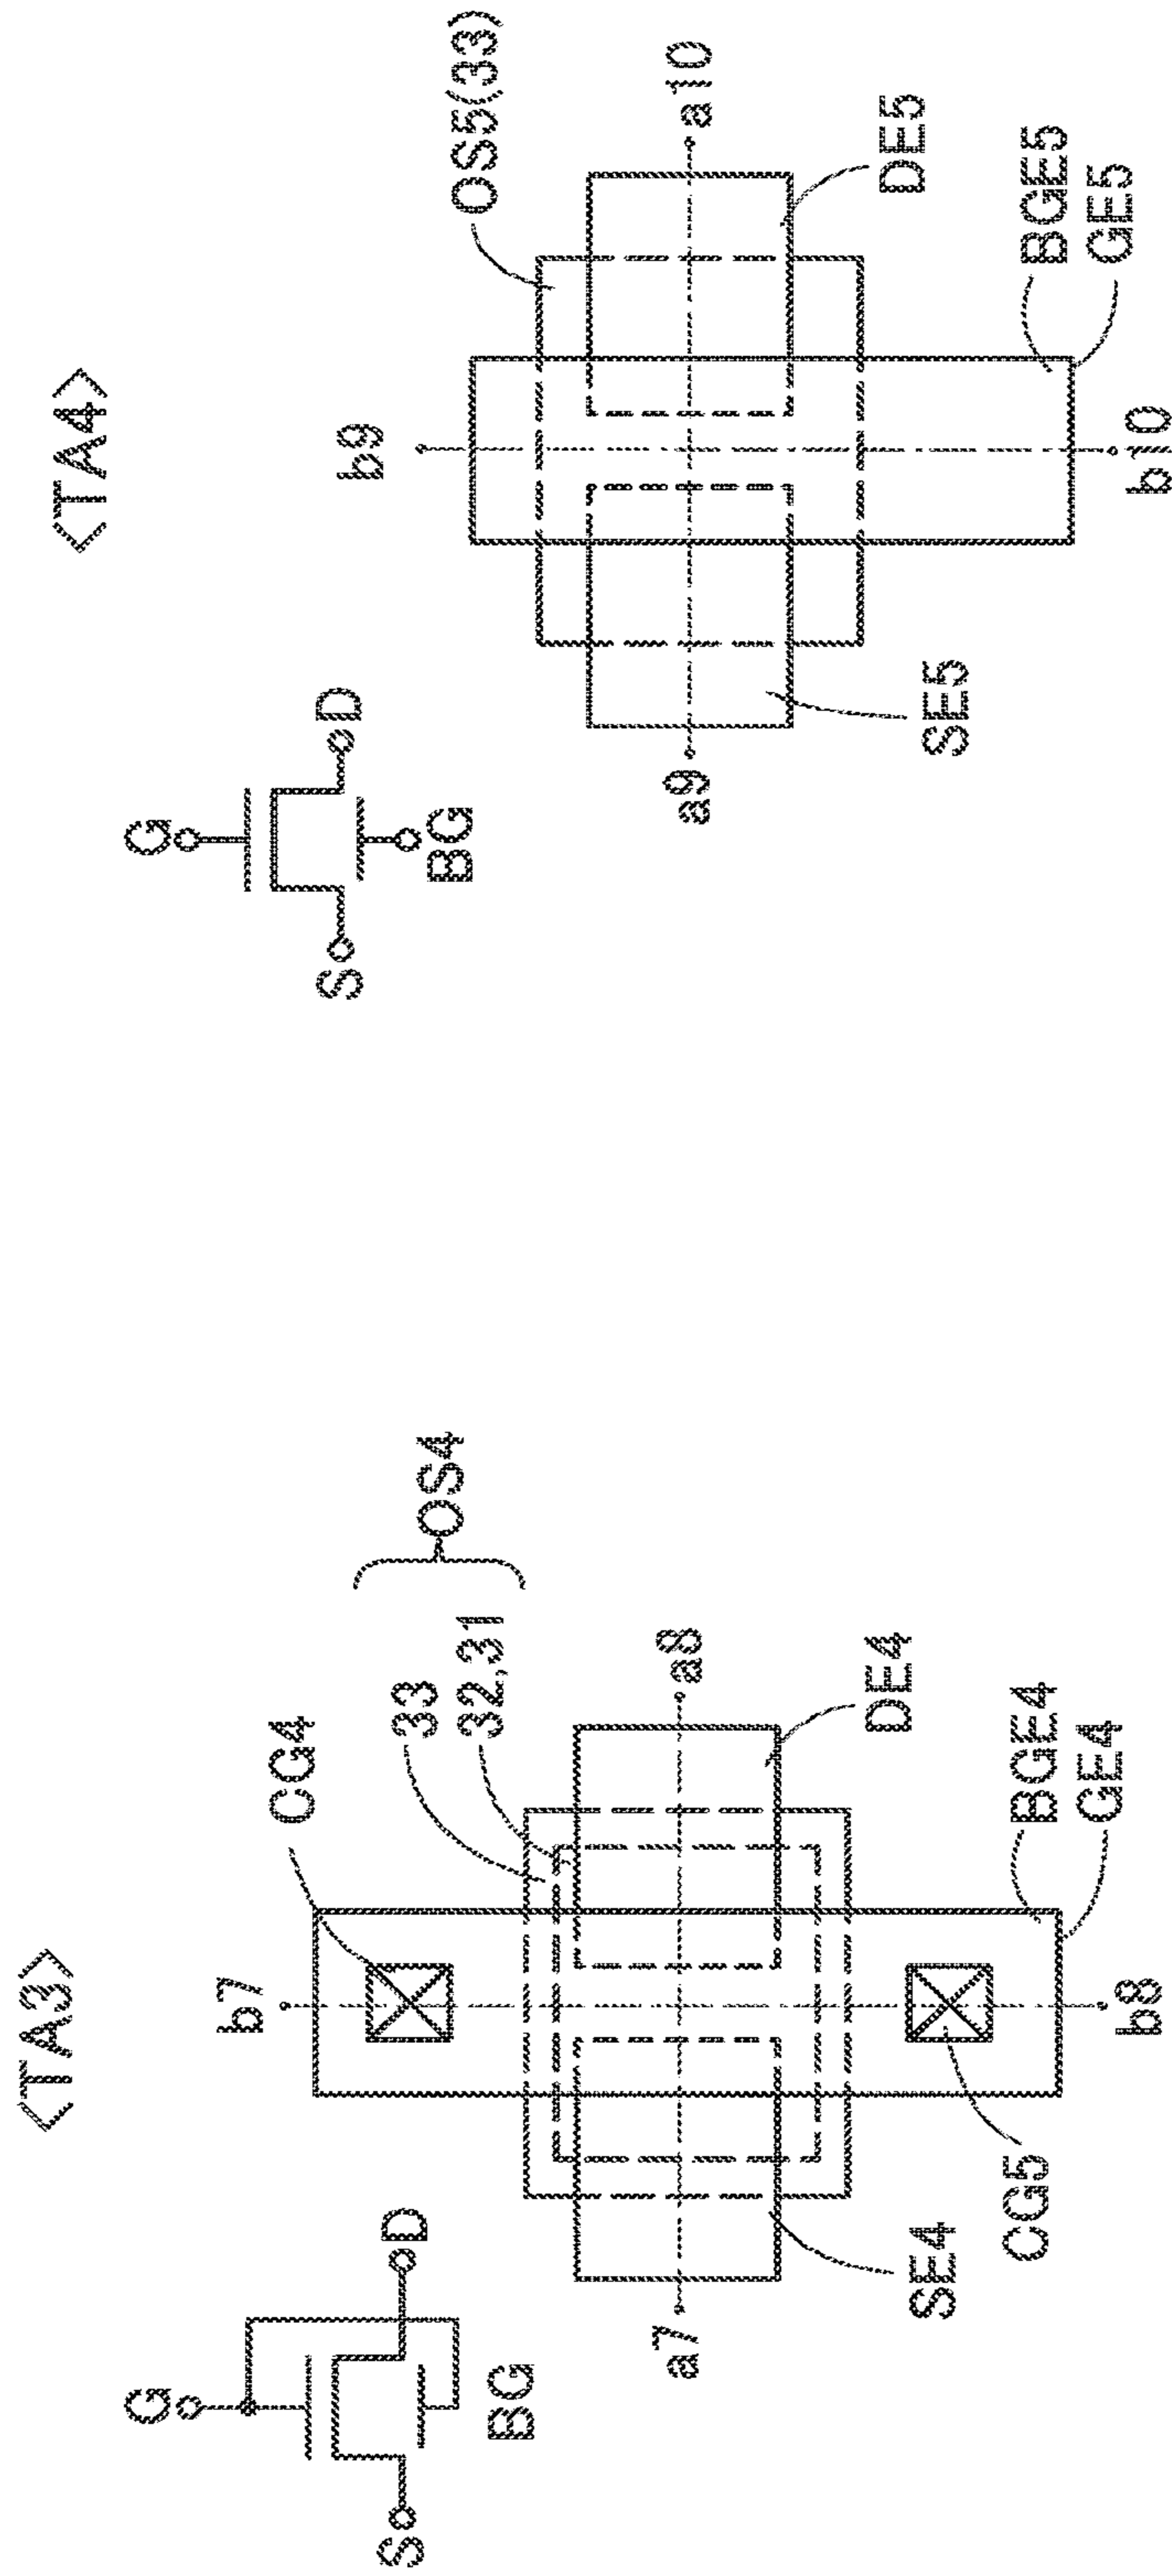 <TA3>
G
S
D
BG
b7
CG4
33
32,31
OS4
a7
a8
SE4
DE4
CG5
BGE4
GE4
b8
<TA4>
G
S
D
BG
b9
OS5(33)
a9
a10
SE5
DE5
BGE5
GE5
b10